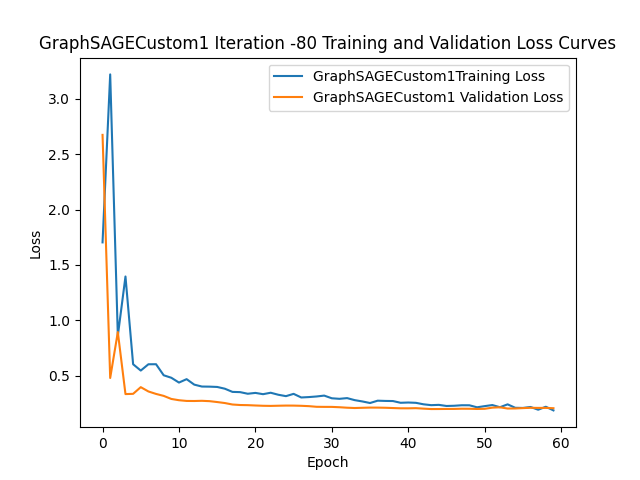 GraphSAGECustom1 Iteration -80 Training and Validation Loss Curves
GraphSAGECustom1Training Loss
GraphSAGECustom1 Validation Loss
Loss
3.0
2.5
2.0
1.5
1.0
0.5
0 10 20 30 40 50 60
Epoch